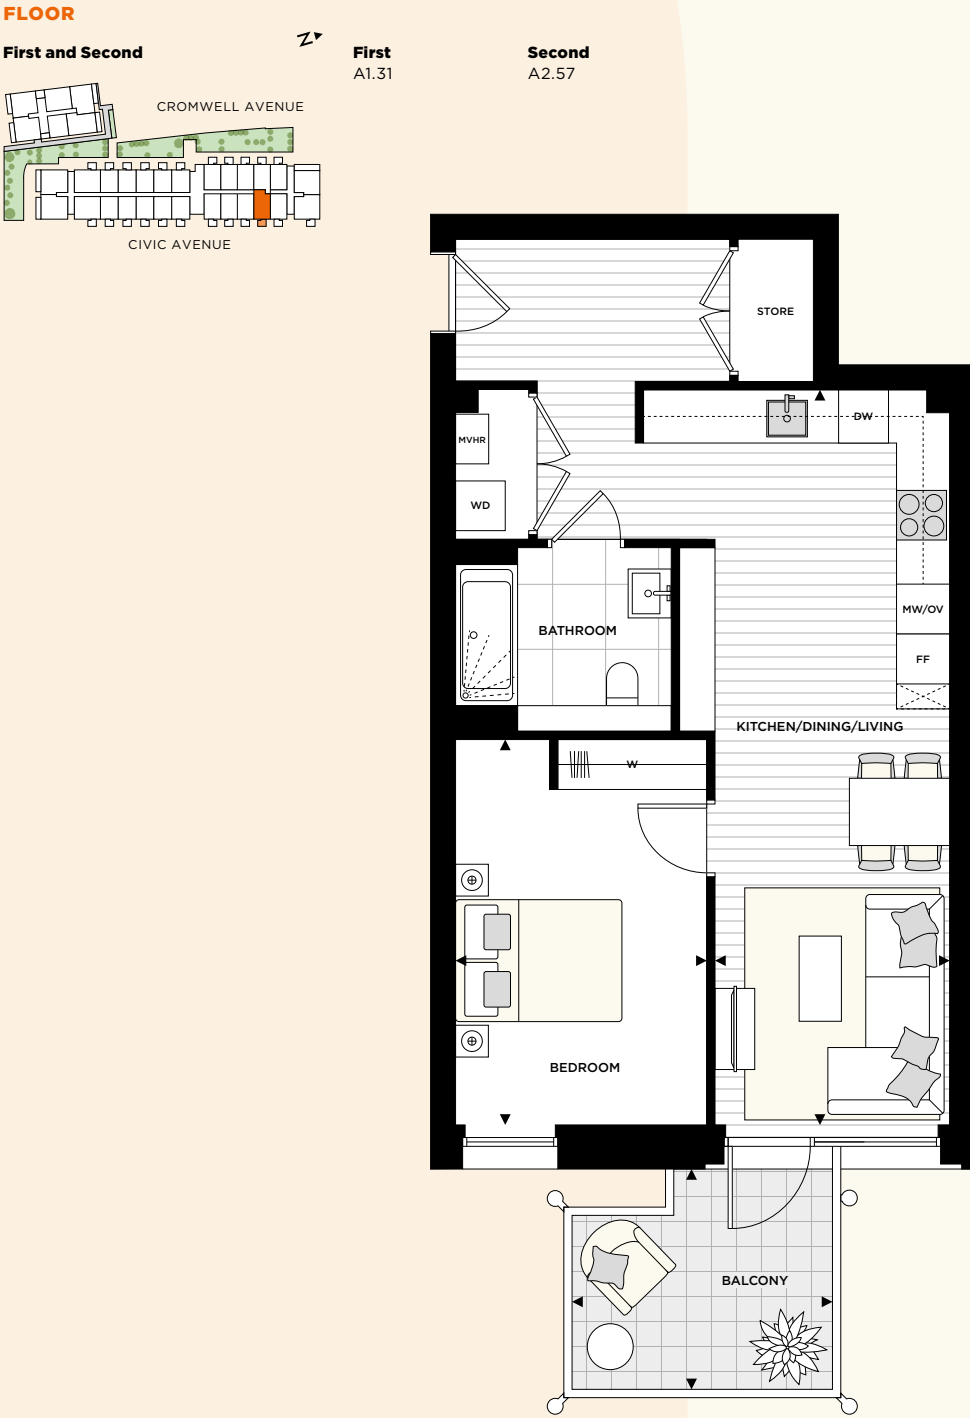 FLOOR
First and Second
N
First
A1.31
Second
A2.57
CROMWELL AVENUE
CIVIC AVENUE
STORE
DW
MVHR
WD
MW/OV
BATHROOM
FF
KITCHEN/DINING/LIVING
W
BEDROOM
BALCONY